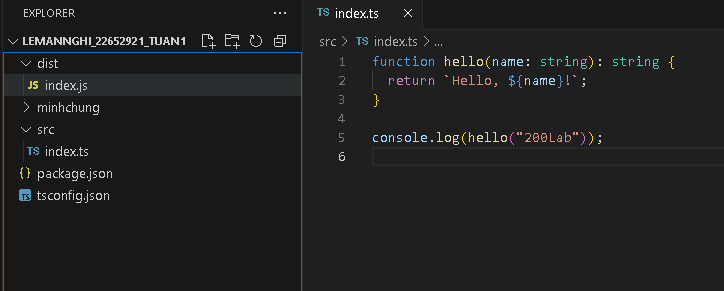 EXPLORER
LEMANNGHI_22652921_TUAN1
dist
JS index.js
minhchung
src
TS index.ts
{} package.json
TS tsconfig.json
TS index.ts
src > TS index.ts > ...
1 function hello(name: string): string {
2   return `Hello, ${name}!`;
3 }
4
5 console.log(hello("200Lab"));
6